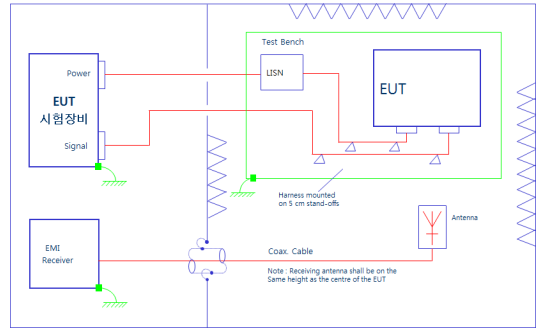 Test Bench
Power
LISN
EUT
EUT
시험장비
Signal
Harness mounted
on 5 cm stand-offs
Antenna
EMI
Receiver
Coax. Cable
Note : Receiving antenna shall be on the
Same height as the centre of the EUT